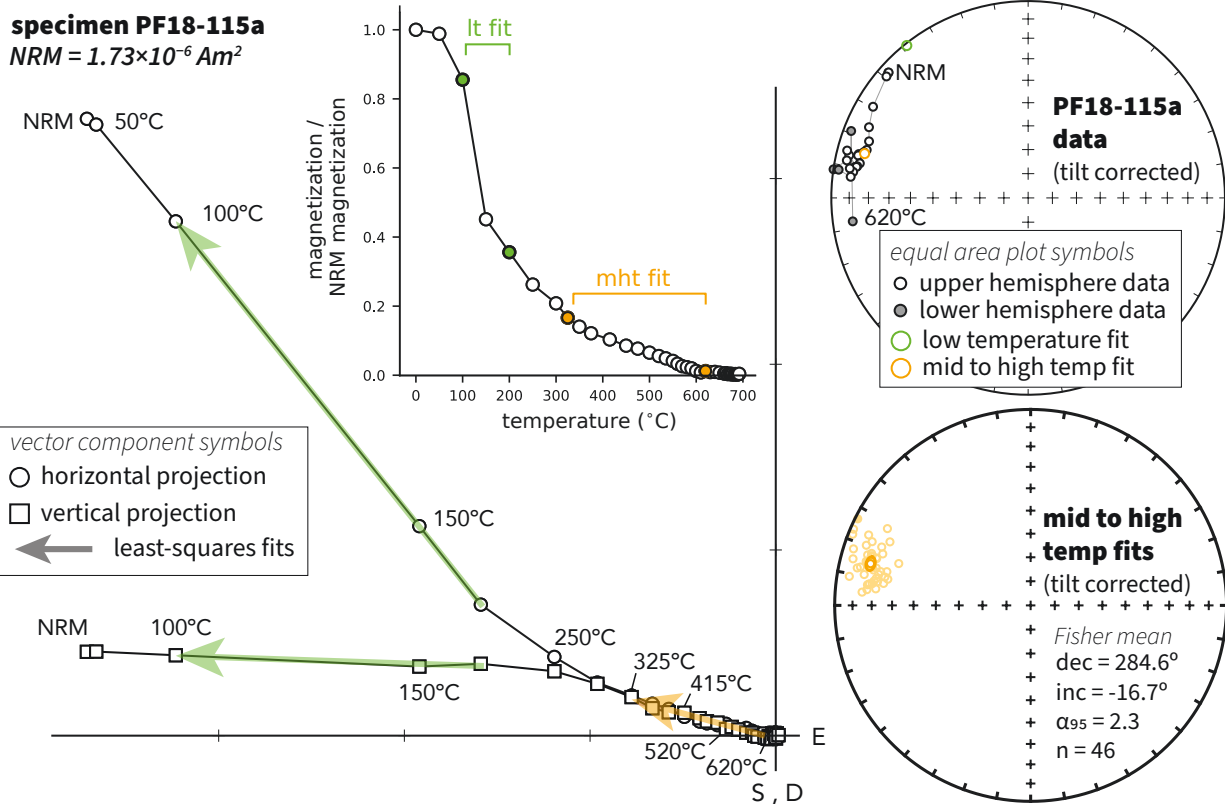 specimen PF18-115a
NRM = 1.73×10⁻⁶ Am²
NRM
50°C
100°C
150°C
250°C
325°C
415°C
520°C
620°C
NRM
100°C
150°C
E
S , D
vector component symbols
horizontal projection
vertical projection
least-squares fits
magnetization /
NRM magnetization
1.0
0.8
0.6
0.4
0.2
0.0
0
100
200
300
400
500
600
700
temperature (°C)
lt fit
mht fit
NRM
PF18-115a
data
(tilt corrected)
620°C
equal area plot symbols
upper hemisphere data
lower hemisphere data
low temperature fit
mid to high temp fit
mid to high
temp fits
(tilt corrected)
Fisher mean
dec = 284.6º
inc = -16.7º
α₉₅ = 2.3
n = 46